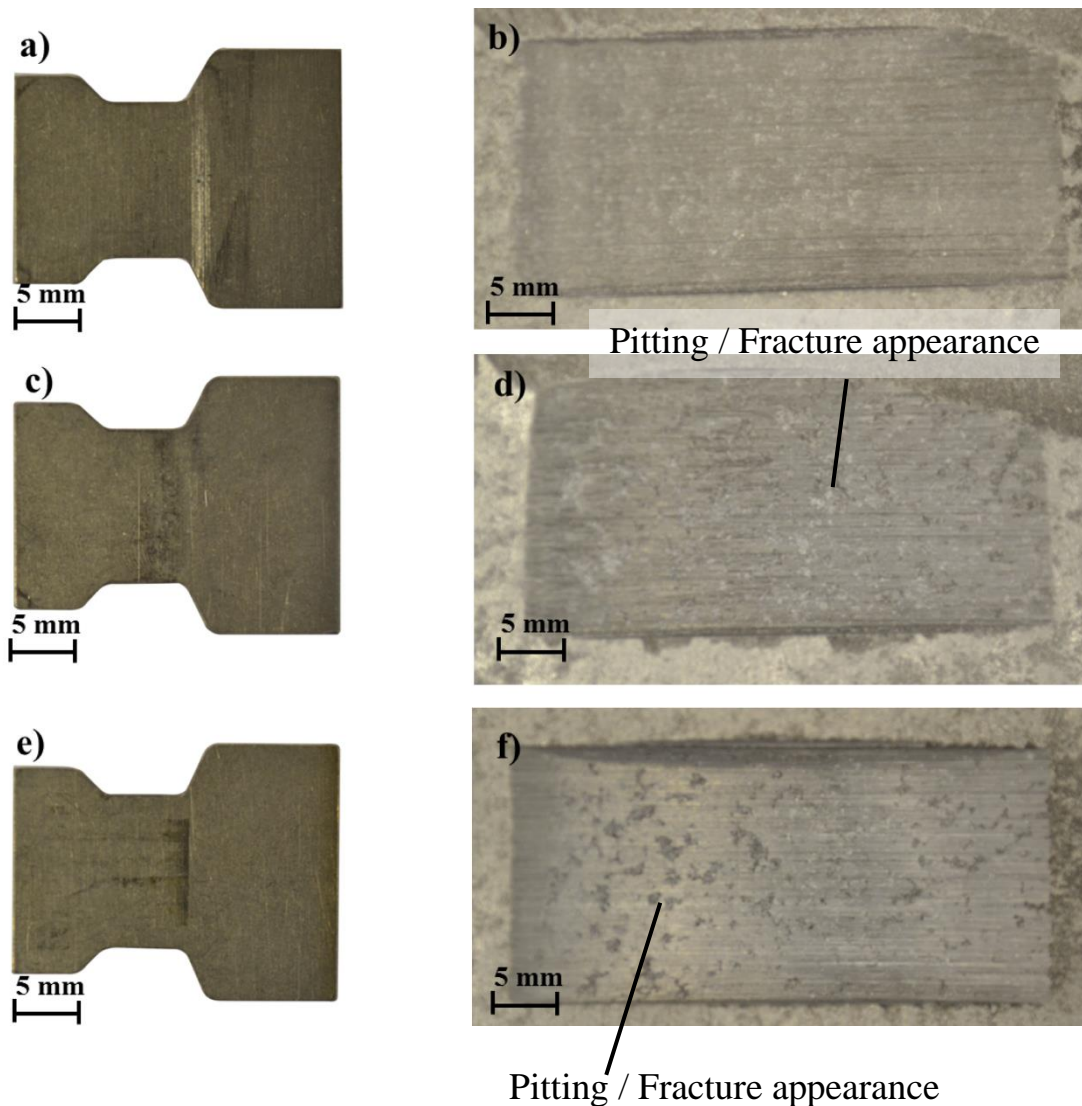 a)
b)
5 mm
5 mm
Pitting / Fracture appearance
c)
d)
5 mm
5 mm
e)
f)
5 mm
5 mm
Pitting / Fracture appearance